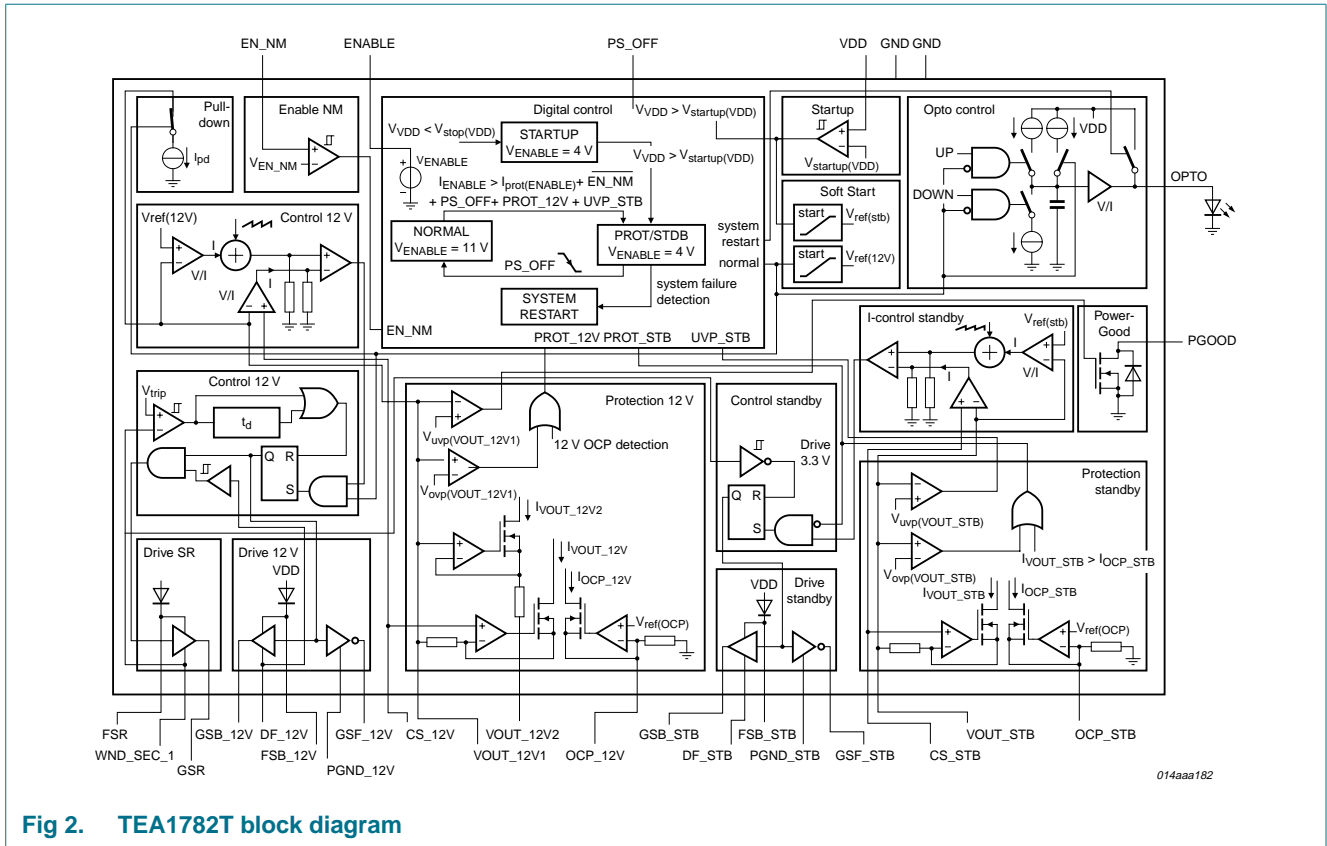 EN_NM
ENABLE
PS_OFF
VDD
GND GND
Pull-
down
Ipd
Enable NM
VEN_NM
Digital control
VVDD < Vstop(VDD)
STARTUP
VENABLE = 4 V
VVDD > Vstartup(VDD)
VVDD > Vstartup(VDD)
VENABLE
IENABLE > Iprot(ENABLE)+ EN_NM
+ PS_OFF+ PROT_12V + UVP_STB
NORMAL
VENABLE = 11 V
PROT/STDB
VENABLE = 4 V
PS_OFF
system
restart
normal
system failure
detection
SYSTEM
RESTART
EN_NM
PROT_12V PROT_STB UVP_STB
Startup
Vstartup(VDD)
Soft Start
start
Vref(stb)
start
Vref(12V)
Opto control
VDD
UP
DOWN
V/I
OPTO
Vref(12V)
Control 12 V
I
V/I
V/I
I
I-control standby
Vref(stb)
I
V/I
I
Power-
Good
PGOOD
Control 12 V
Vtrip
td
Q R
S
Protection 12 V
Vuvp(VOUT_12V1)
12 V OCP detection
Vovp(VOUT_12V1)
IVOUT_12V2
IVOUT_12V
IOCP_12V
Vref(OCP)
Control standby
Drive
3.3 V
Q R
S
Protection
standby
Vuvp(VOUT_STB)
Vovp(VOUT_STB)
IVOUT_STB > IOCP_STB
IVOUT_STB
IOCP_STB
Vref(OCP)
Drive SR
Drive 12 V
VDD
VDD
Drive
standby
FSR
WND_SEC_1
GSR
GSB_12V
DF_12V
FSB_12V
PGND_12V
GSF_12V
CS_12V
VOUT_12V1
VOUT_12V2
OCP_12V
GSB_STB
DF_STB
FSB_STB
PGND_STB
GSF_STB
CS_STB
VOUT_STB
OCP_STB
014aaa182
Fig 2. TEA1782T block diagram